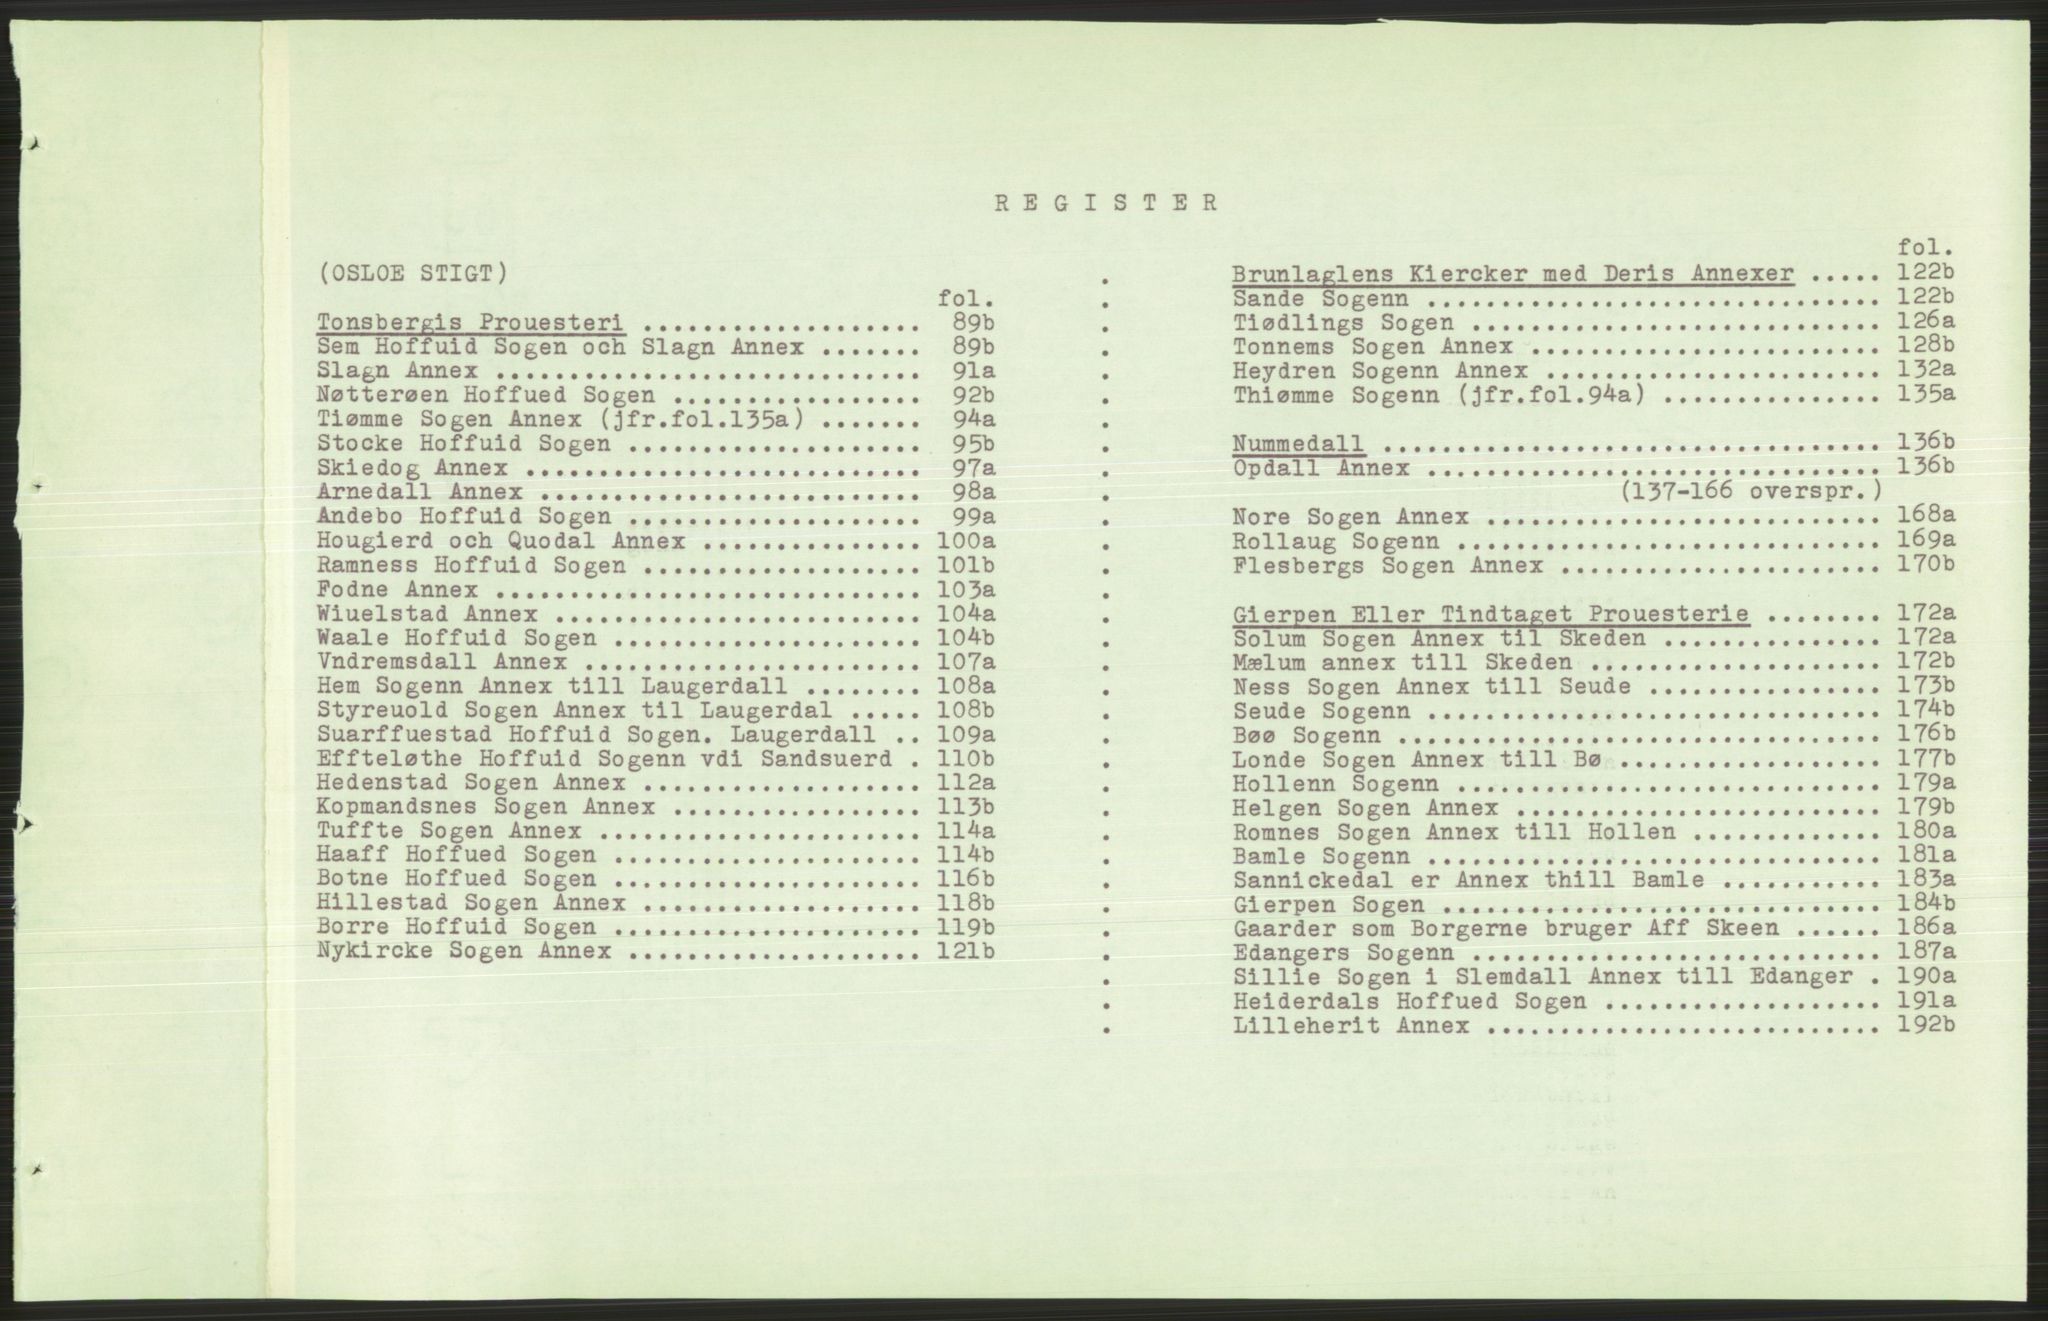 REGISTER
(OSLOE STIGT)
fol.
Tonsbergis Prouesteri ................... 89b
Sem Hoffuid Sogen och Slagn Annex ....... 89b
Slagn Annex ............................. 91a
Nøtterøen Hoffued Sogen ................. 92b
Tiømme Sogen Annex (jfr.fol.135a) ....... 94a
Stocke Hoffuid Sogen .................... 95b
Skiedog Annex ........................... 97a
Arnedall Annex .......................... 98a
Andebo Hoffuid Sogen .................... 99a
Hougierd och Quodal Annex ............... 100a
Ramness Hoffuid Sogen ................... 101b
Fodne Annex ............................. 103a
Wiuelstad Annex ......................... 104a
Waale Hoffuid Sogen ..................... 104b
Vndremsdall Annex ....................... 107a
Hem Sogenn Annex till Laugerdall ........ 108a
Styreuold Sogen Annex til Laugerdal ..... 108b
Suarffuestad Hoffuid Sogen. Laugerdall .. 109a
Effteløthe Hoffuid Sogenn vdi Sandsuerd . 110b
Hedenstad Sogen Annex ................... 112a
Kopmandsnes Sogen Annex ................. 113b
Tuffte Sogen Annex ...................... 114a
Haaff Hoffued Sogen ..................... 114b
Botne Hoffued Sogen ..................... 116b
Hillestad Sogen Annex ................... 118b
Borre Hoffuid Sogen ..................... 119b
Nykircke Sogen Annex .................... 121b
fol.
Brunlaglens Kiercker med Deris Annexer ..... 122b
Sande Sogenn ............................... 122b
Tiødlings Sogen ............................ 126a
Tonnems Sogen Annex ........................ 128b
Heydren Sogenn Annex ....................... 132a
Thiømme Sogenn (jfr.fol.94a) ............... 135a
Nummedall .................................. 136b
Opdall Annex ............................... 136b
(137-166 overspr.)
Nore Sogen Annex ........................... 168a
Rollaug Sogenn ............................. 169a
Flesbergs Sogen Annex ...................... 170b
Gierpen Eller Tindtaget Prouesterie ........ 172a
Solum Sogen Annex til Skeden ............... 172a
Mælum annex till Skeden .................... 172b
Ness Sogen Annex till Seude ................ 173b
Seude Sogenn ............................... 174b
Bøø Sogenn ................................. 176b
Londe Sogen Annex till Bø .................. 177b
Hollenn Sogenn ............................. 179a
Helgen Sogen Annex ......................... 179b
Romnes Sogen Annex till Hollen ............. 180a
Bamle Sogenn ............................... 181a
Sannickedal er Annex thill Bamle ........... 183a
Gierpen Sogen .............................. 184b
Gaarder som Borgerne bruger Aff Skeen ...... 186a
Edangers Sogenn ............................ 187a
Sillie Sogen i Slemdall Annex till Edanger . 190a
Heiderdals Hoffued Sogen ................... 191a
Lilleherit Annex ........................... 192b